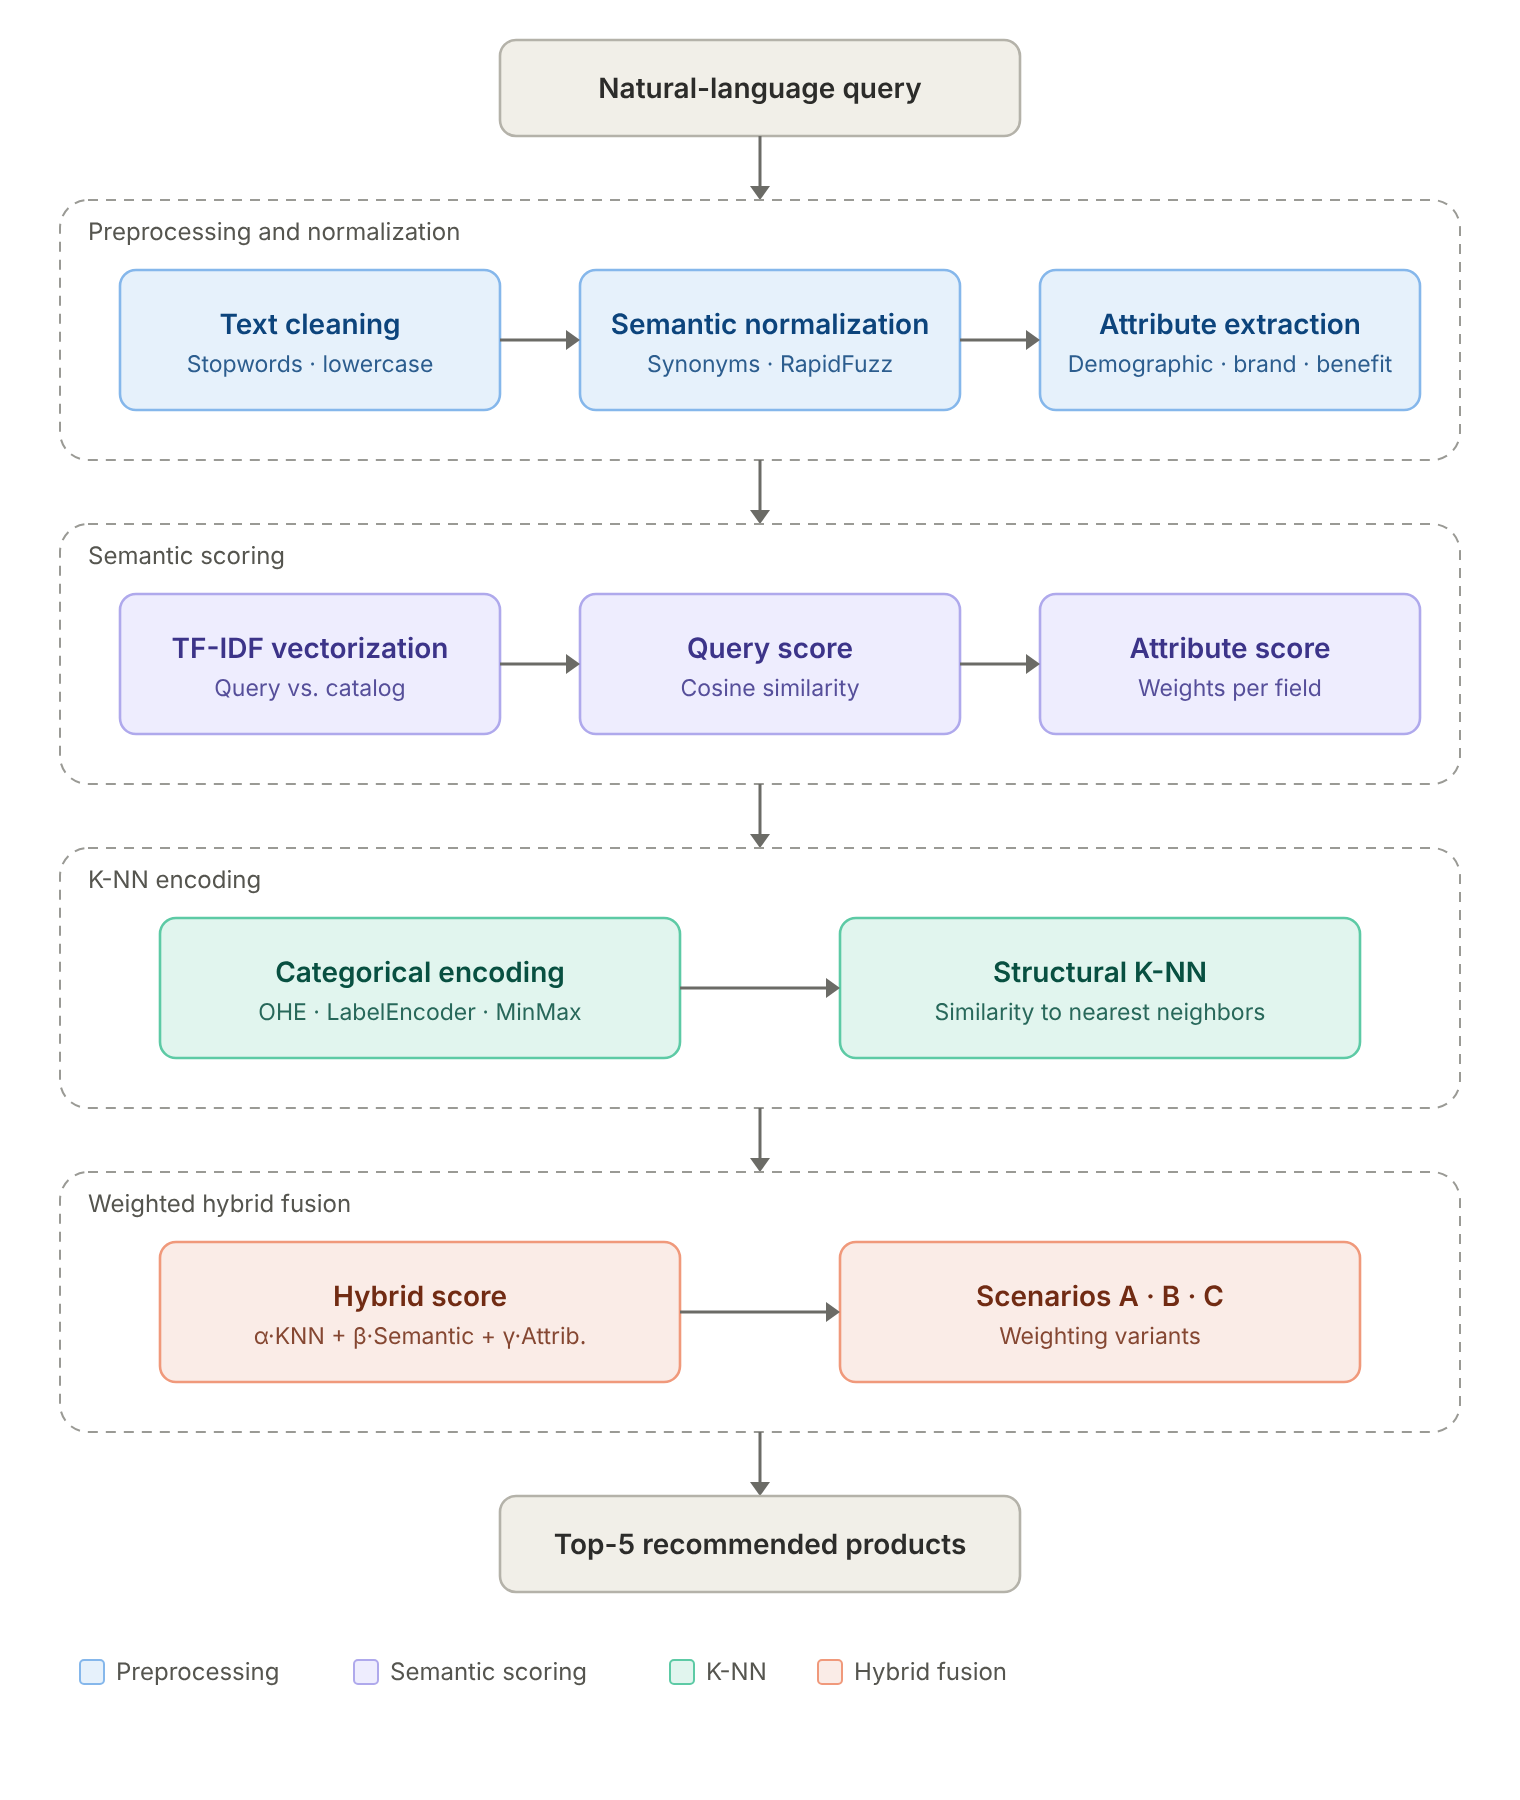 Natural-language query
Preprocessing and normalization
Text cleaning
Stopwords · lowercase
Semantic normalization
Synonyms · RapidFuzz
Attribute extraction
Demographic · brand · benefit
Semantic scoring
TF-IDF vectorization
Query vs. catalog
Query score
Cosine similarity
Attribute score
Weights per field
K-NN encoding
Categorical encoding
OHE · LabelEncoder · MinMax
Structural K-NN
Similarity to nearest neighbors
Weighted hybrid fusion
Hybrid score
α·KNN + β·Semantic + γ·Attrib.
Scenarios A · B · C
Weighting variants
Top-5 recommended products
Preprocessing
Semantic scoring
K-NN
Hybrid fusion